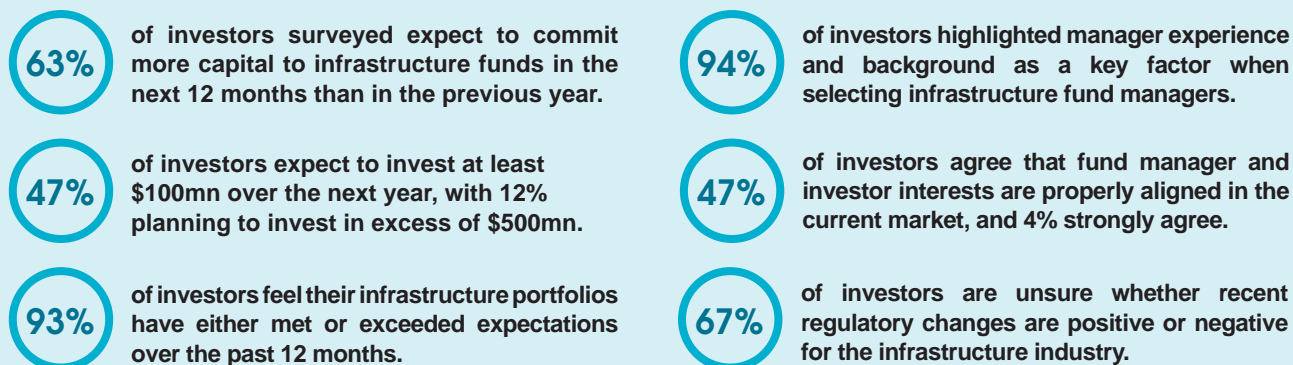 63%
of investors surveyed expect to commit
more capital to infrastructure funds in the
next 12 months than in the previous year.
47%
of investors expect to invest at least
$100mn over the next year, with 12%
planning to invest in excess of $500mn.
93%
of investors feel their infrastructure portfolios
have either met or exceeded expectations
over the past 12 months.
94%
of investors highlighted manager experience
and background as a key factor when
selecting infrastructure fund managers.
47%
of investors agree that fund manager and
investor interests are properly aligned in the
current market, and 4% strongly agree.
67%
of investors are unsure whether recent
regulatory changes are positive or negative
for the infrastructure industry.